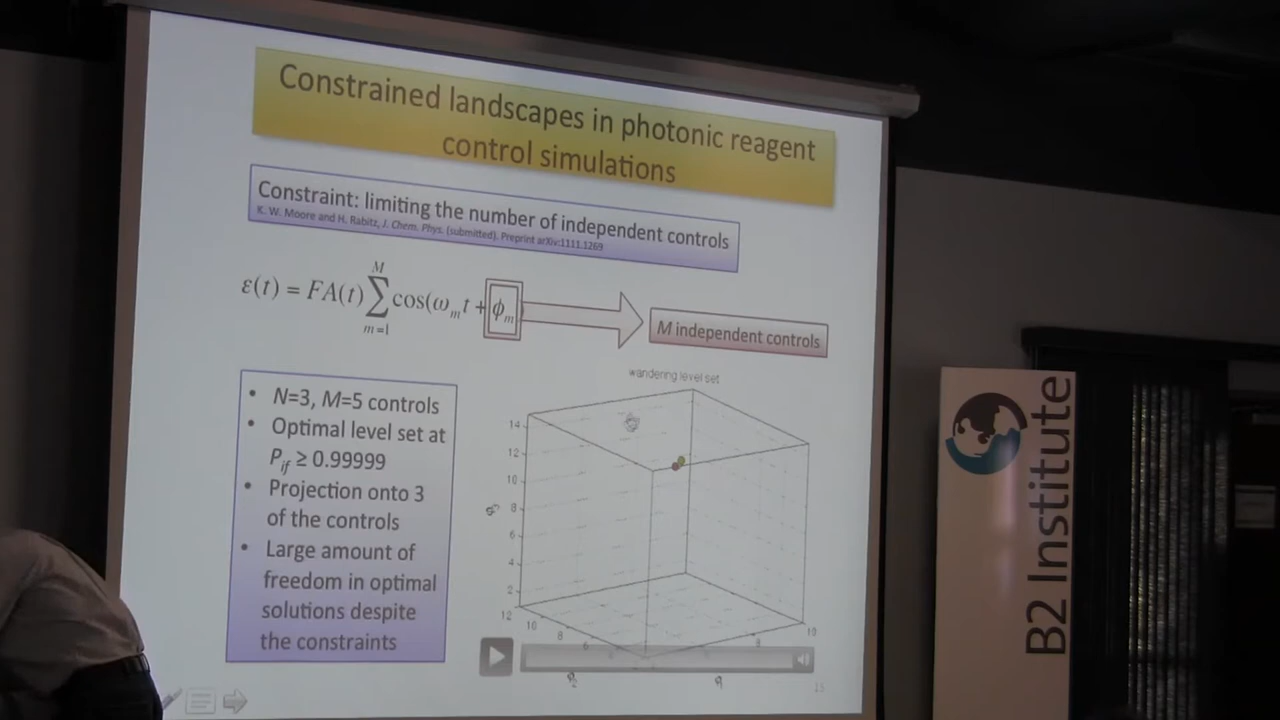 Constrained landscapes in photonic reagent
control simulations
Constraint: limiting the number of independent controls
K. W. Moore and H. Rabitz, J. Chem. Phys. (submitted). Preprint arXiv:1111.1269
ε(t) = FA(t) ∑ cos(ω_m t + φ_m
M
m=1
M independent controls
• N=3, M=5 controls
• Optimal level set at
P_if ≥ 0.99999
• Projection onto 3
of the controls
• Large amount of
freedom in optimal
solutions despite
the constraints
wandering level set
14
12
10
8
6
4
2
12
10
8
6
8
10
15
B2 Institute